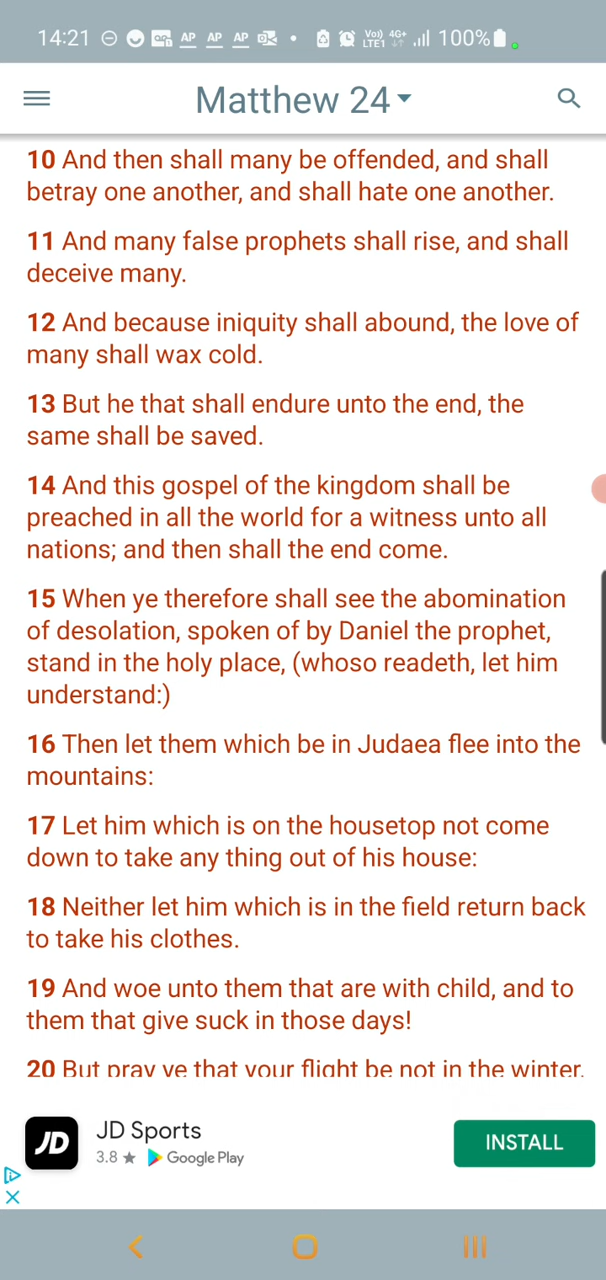 14:21 AP AP AP Vo) LTE1 4G+ 100%
Matthew 24
10 And then shall many be offended, and shall
betray one another, and shall hate one another.
11 And many false prophets shall rise, and shall
deceive many.
12 And because iniquity shall abound, the love of
many shall wax cold.
13 But he that shall endure unto the end, the
same shall be saved.
14 And this gospel of the kingdom shall be
preached in all the world for a witness unto all
nations; and then shall the end come.
15 When ye therefore shall see the abomination
of desolation, spoken of by Daniel the prophet,
stand in the holy place, (whoso readeth, let him
understand:)
16 Then let them which be in Judaea flee into the
mountains:
17 Let him which is on the housetop not come
down to take any thing out of his house:
18 Neither let him which is in the field return back
to take his clothes.
19 And woe unto them that are with child, and to
them that give suck in those days!
20 But pray ye that your flight be not in the winter,
JD
JD Sports
3.8 ★ Google Play
INSTALL